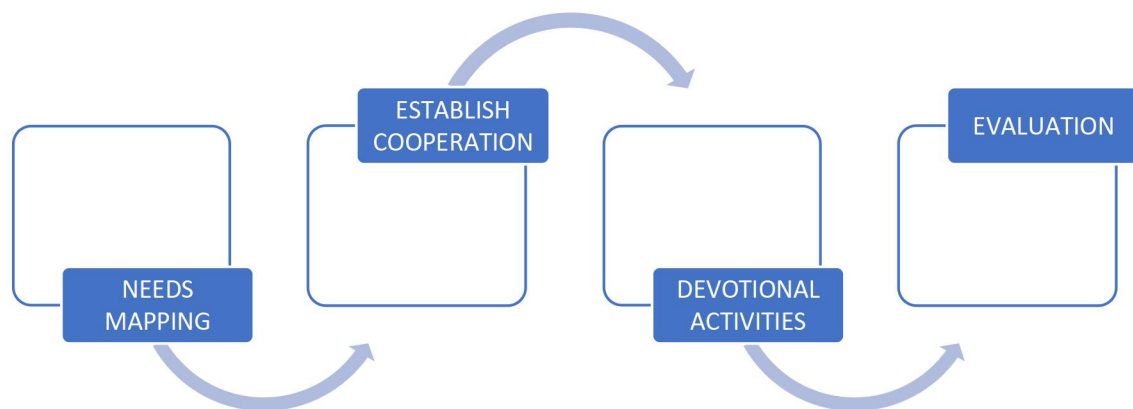 NEEDS
MAPPING
ESTABLISH
COOPERATION
DEVOTIONAL
ACTIVITIES
EVALUATION